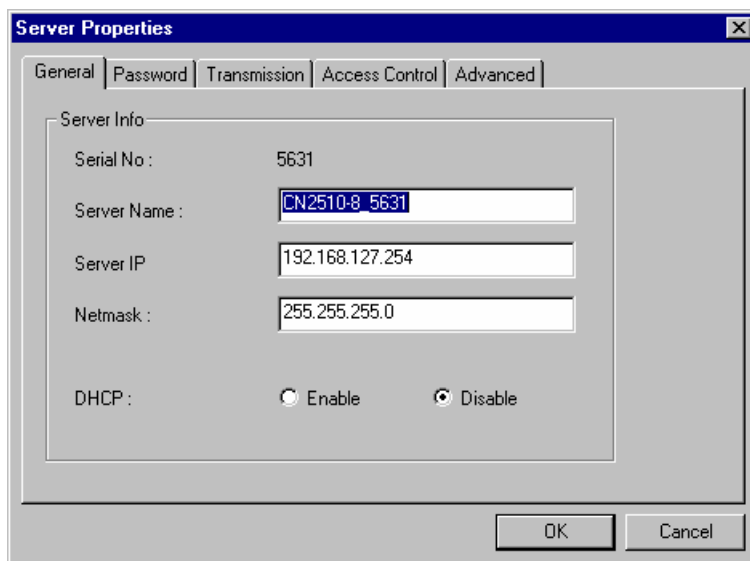 Server Properties
General Password Transmission Access Control Advanced
Server Info
Serial No : 5631
Server Name : CN2510-8_5631
Server IP 192.168.127.254
Netmask : 255.255.255.0
DHCP : Enable Disable
OK Cancel